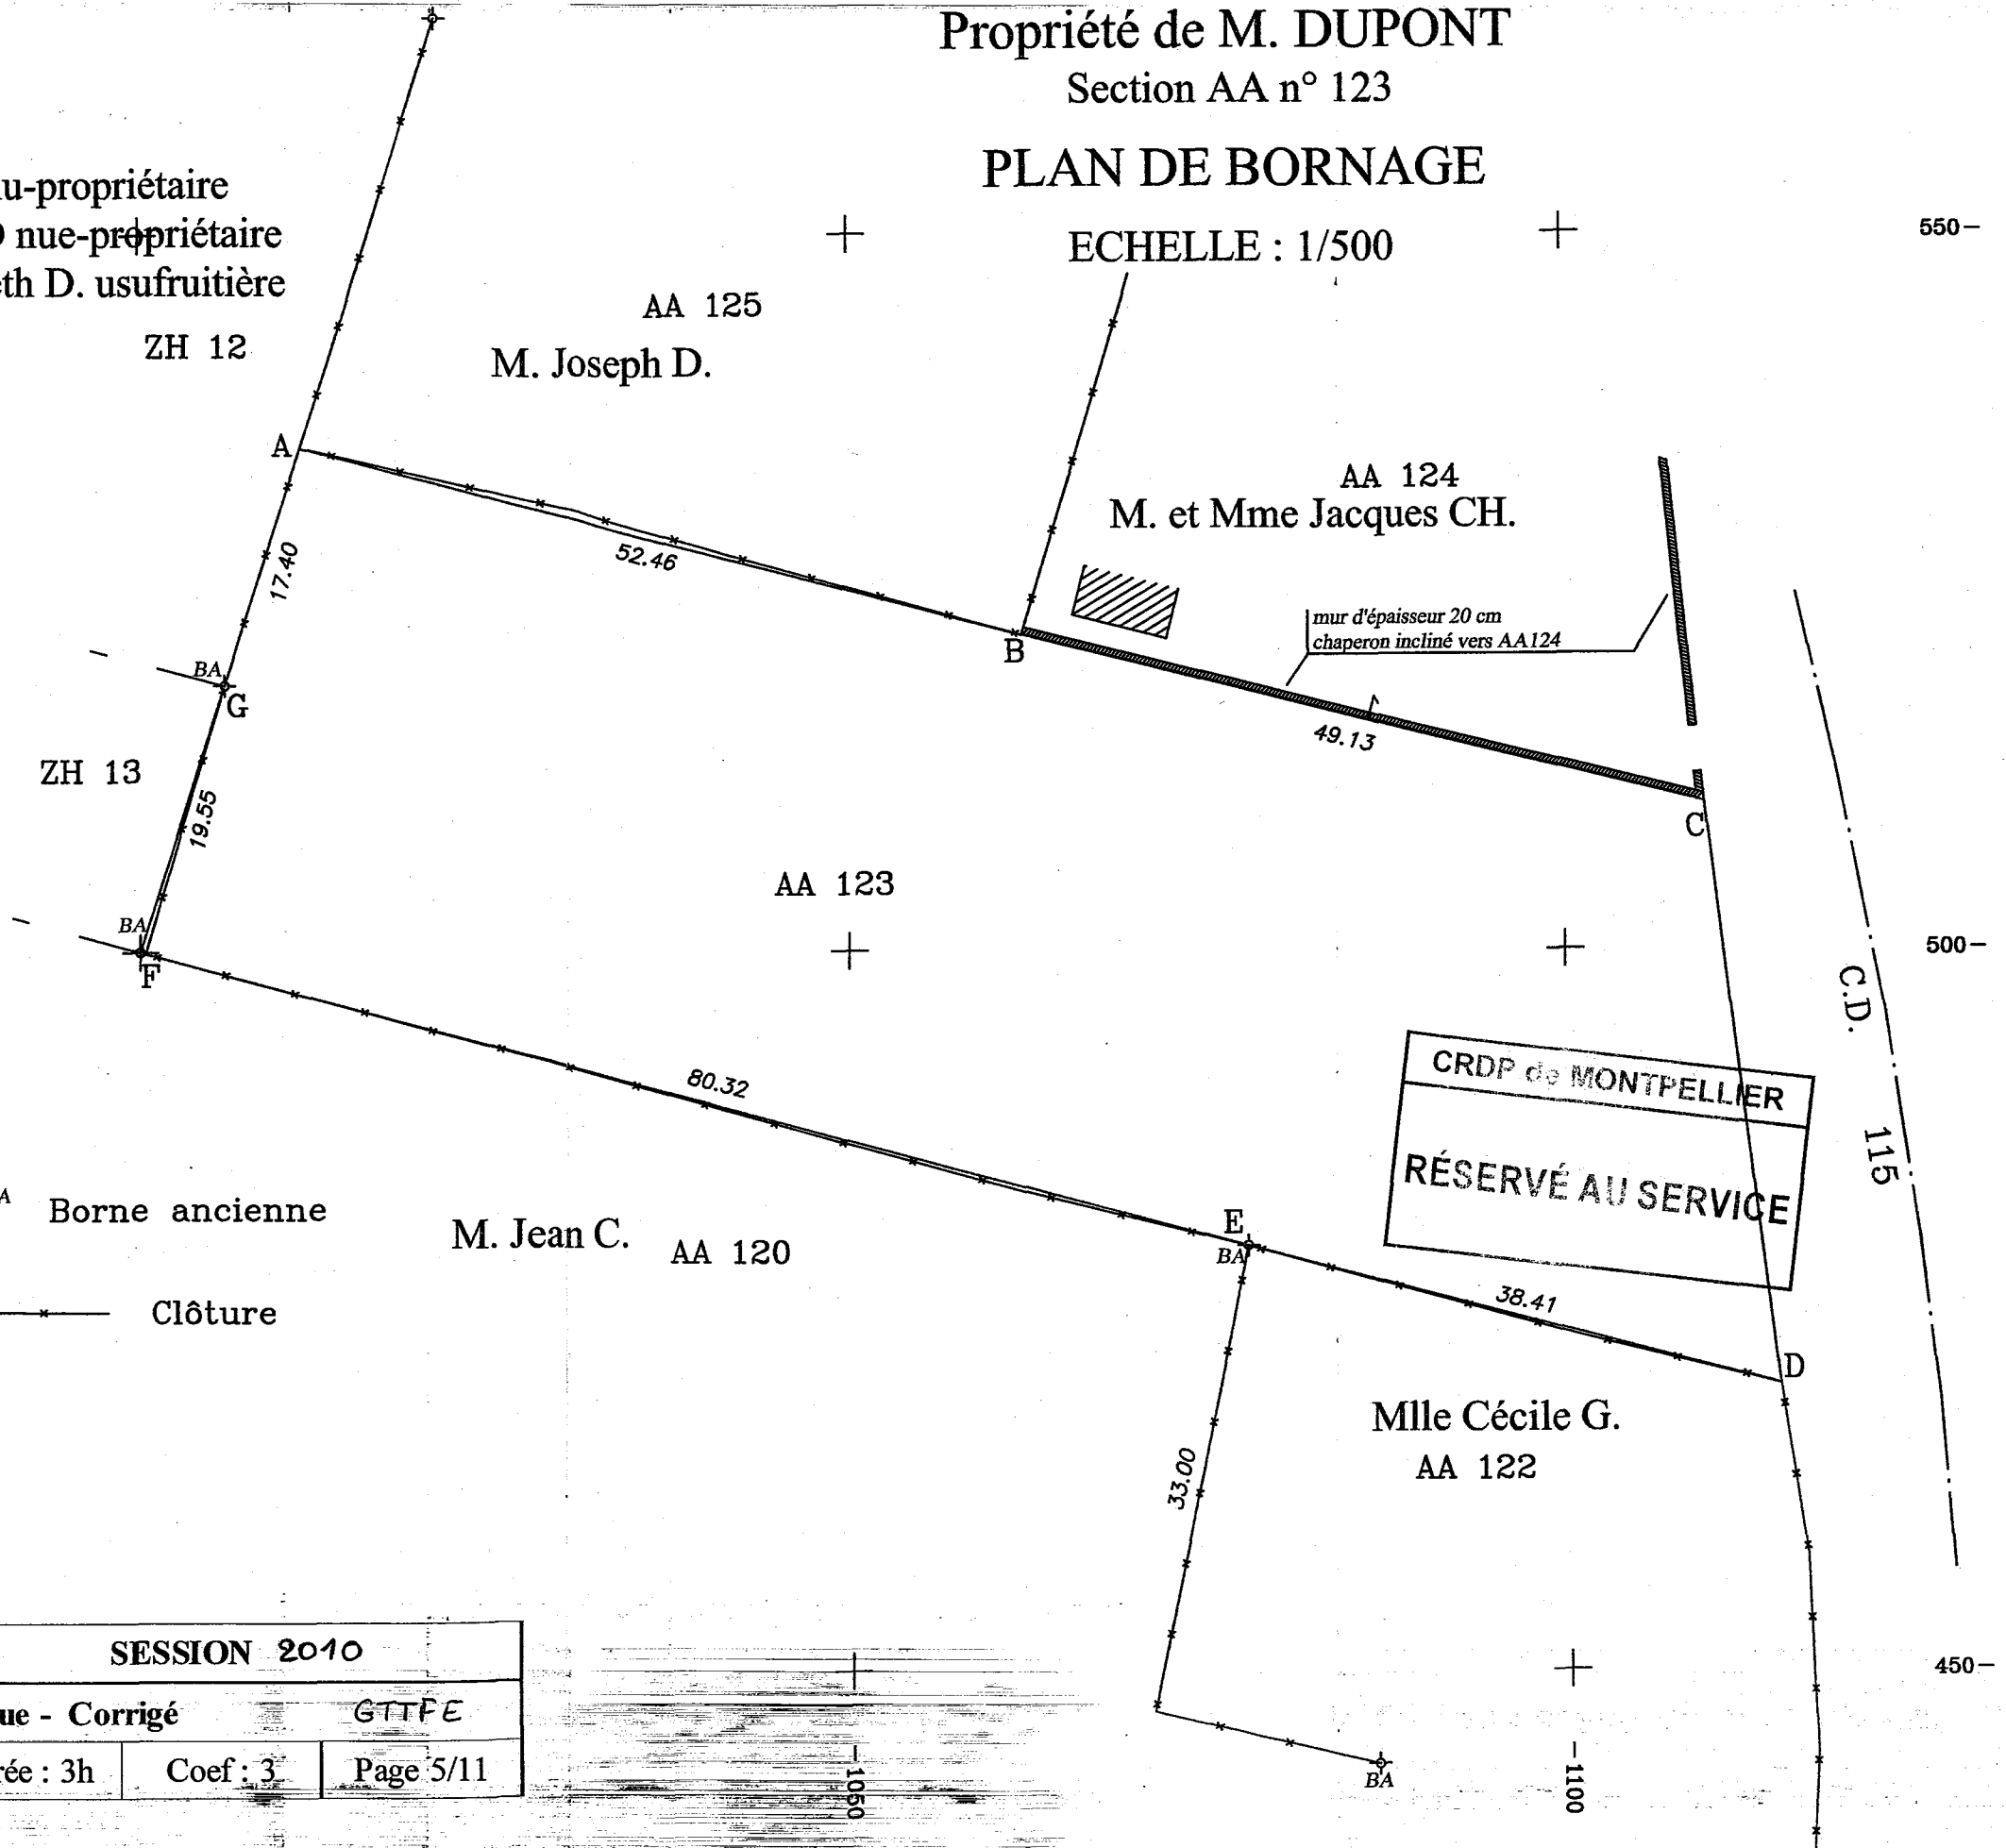 Propriété de M. DUPONT
Section AA n° 123
PLAN DE BORNAGE
ECHELLE : 1/500
550
u-propriétaire
nue-propriétaire
eth D. usufruitière
ZH 12
AA 125
M. Joseph D.
AA 124
M. et Mme Jacques CH.
A
17.40
52.46
mur d'épaisseur 20 cm
chaperon incliné vers AA124
B
BA
G
49.13
ZH 13
19.55
C
AA 123
BA
F
500
C.D. 115
80.32
CRDP de MONTPELLIER
RÉSERVÉ AU SERVICE
A Borne ancienne
M. Jean C.
AA 120
E
BA
38.41
Clôture
D
Mlle Cécile G.
AA 122
33.00
SESSION 2010
ue - Corrigé GTTFE
rée : 3h Coef : 3 Page 5/11
450
1050
1100
BA